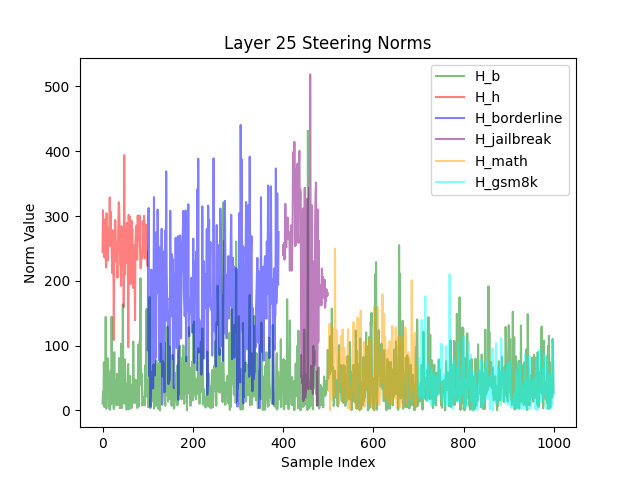 Layer 25 Steering Norms
H_b
H_h
H_borderline
H_jailbreak
H_math
H_gsm8k
Norm Value
500
400
300
200
100
0
0
200
400
600
800
1000
Sample Index